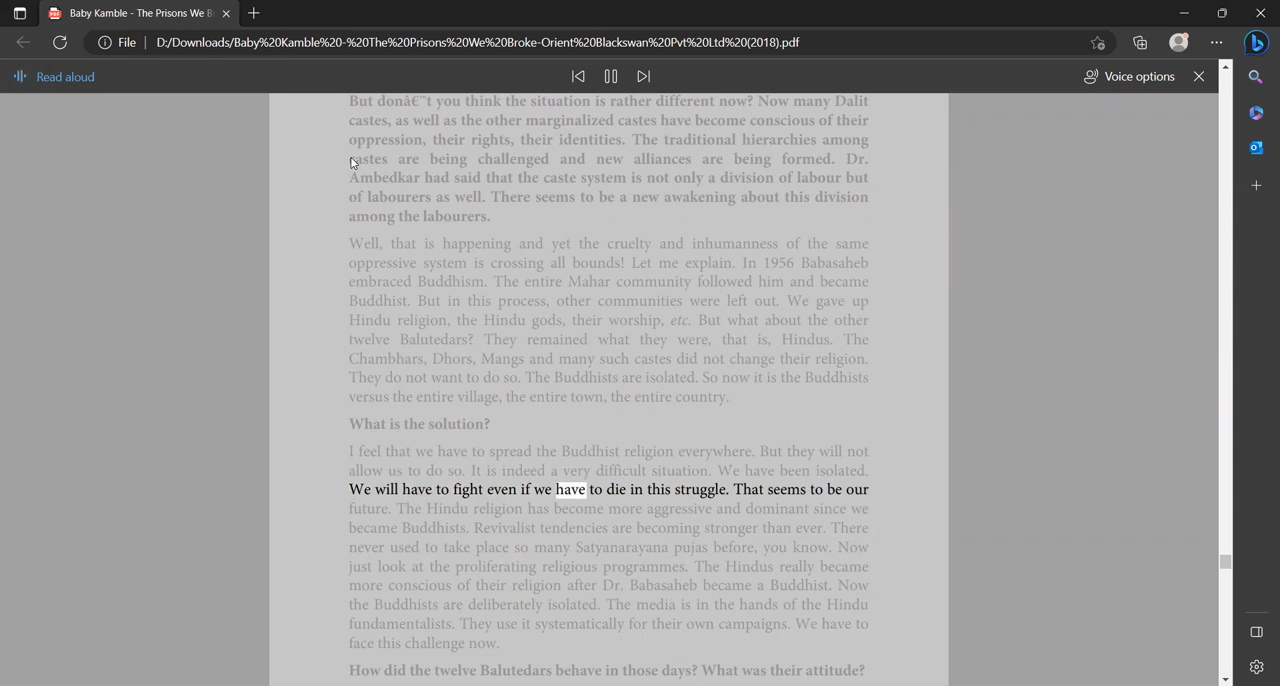 Baby Kamble - The Prisons We B
File
D:/Downloads/Baby%20Kamble%20-%20The%20Prisons%20We%20Broke-Orient%20Blackswan%20Pvt%20Ltd%20(2018).pdf
Read aloud
Voice options
But donâ€™t you think the situation is rather different now? Now many Dalit
castes, as well as the other marginalized castes have become conscious of their
oppression, their rights, their identities. The traditional hierarchies among
castes are being challenged and new alliances are being formed. Dr.
Ambedkar had said that the caste system is not only a division of labour but
of labourers as well. There seems to be a new awakening about this division
among the labourers.
Well, that is happening and yet the cruelty and inhumanness of the same
oppressive system is crossing all bounds! Let me explain. In 1956 Babasaheb
embraced Buddhism. The entire Mahar community followed him and became
Buddhist. But in this process, other communities were left out. We gave up
Hindu religion, the Hindu gods, their worship, etc. But what about the other
twelve Balutedars? They remained what they were, that is, Hindus. The
Chambhars, Dhors, Mangs and many such castes did not change their religion.
They do not want to do so. The Buddhists are isolated. So now it is the Buddhists
versus the entire village, the entire town, the entire country.
What is the solution?
I feel that we have to spread the Buddhist religion everywhere. But they will not
allow us to do so. It is indeed a very difficult situation. We have been isolated.
We will have to fight even if we have to die in this struggle. That seems to be our
future. The Hindu religion has become more aggressive and dominant since we
became Buddhists. Revivalist tendencies are becoming stronger than ever. There
never used to take place so many Satyanarayana pujas before, you know. Now
just look at the proliferating religious programmes. The Hindus really became
more conscious of their religion after Dr. Babasaheb became a Buddhist. Now
the Buddhists are deliberately isolated. The media is in the hands of the Hindu
fundamentalists. They use it systematically for their own campaigns. We have to
face this challenge now.
How did the twelve Balutedars behave in those days? What was their attitude?